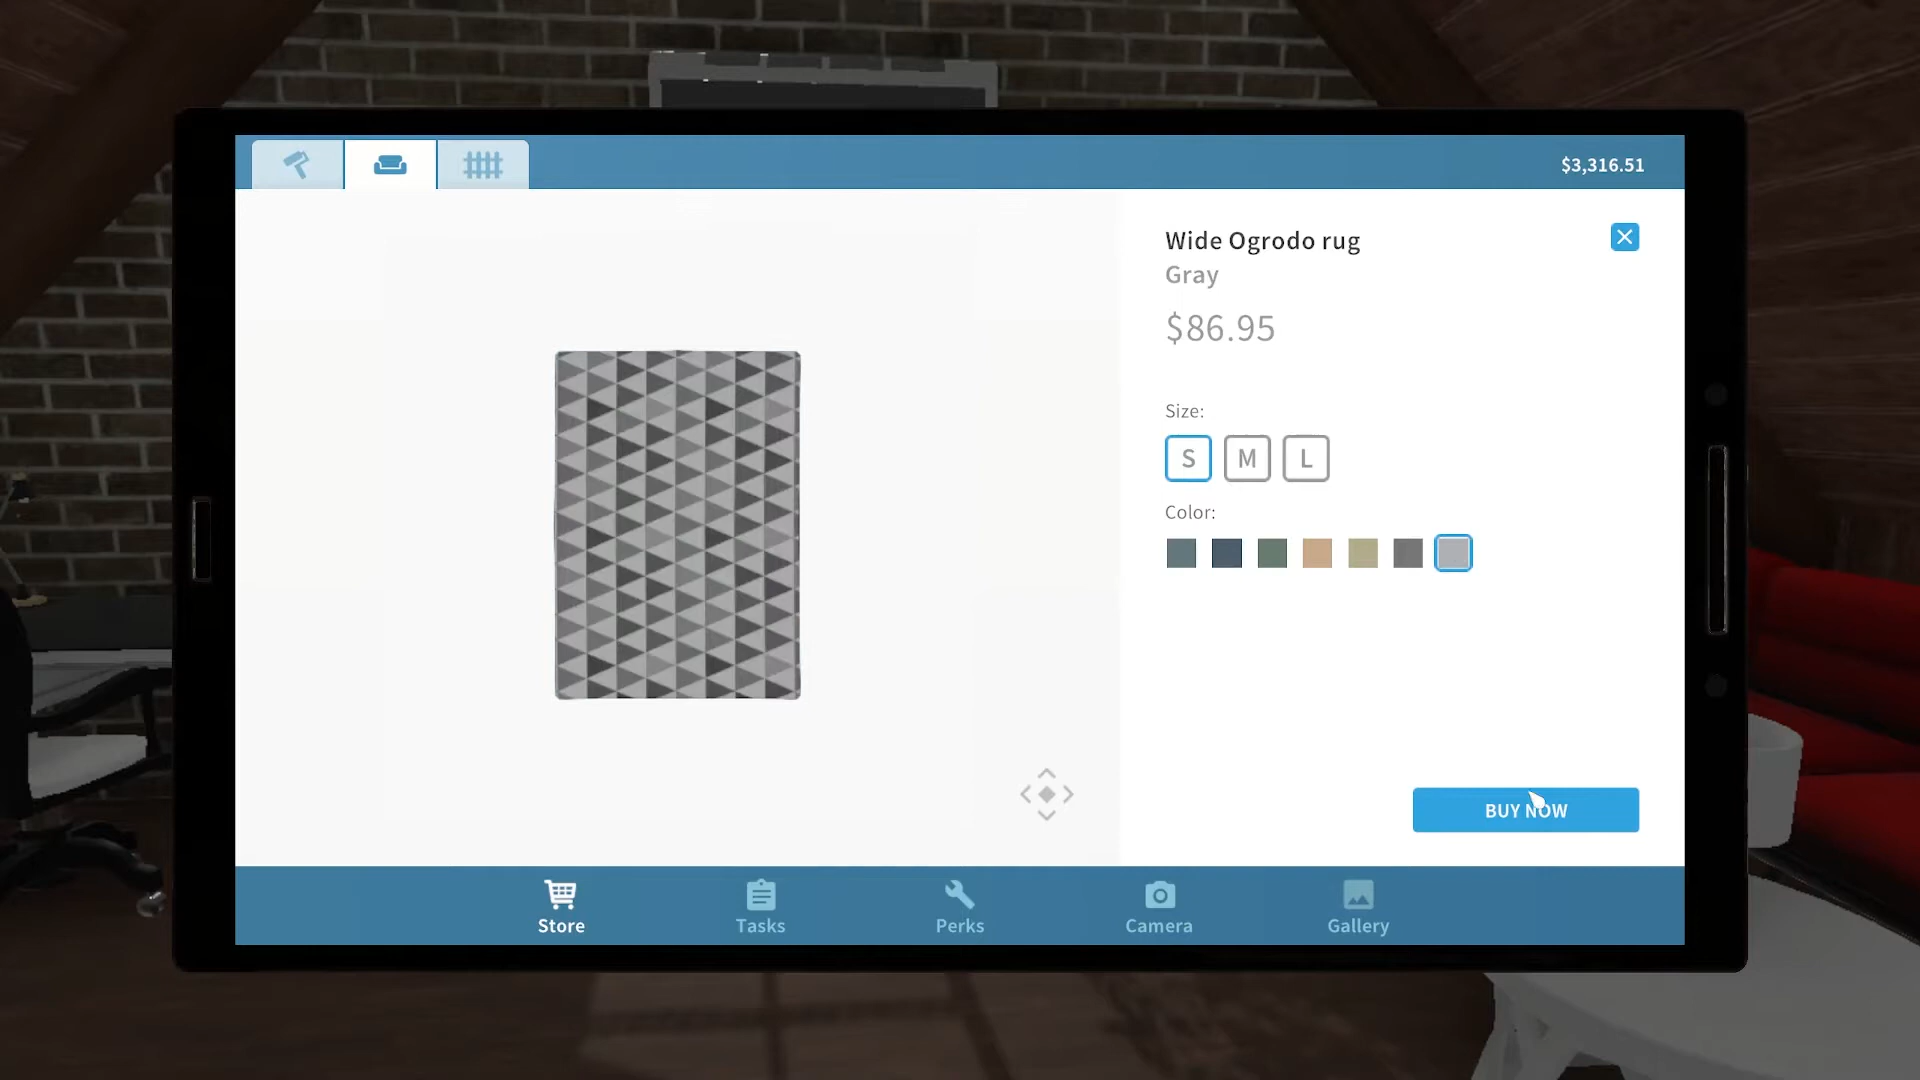 $3,316.51
Wide Ogrodo rug
Gray
$86.95
Size:
S M L
Color:
BUY NOW
Store Tasks Perks Camera Gallery